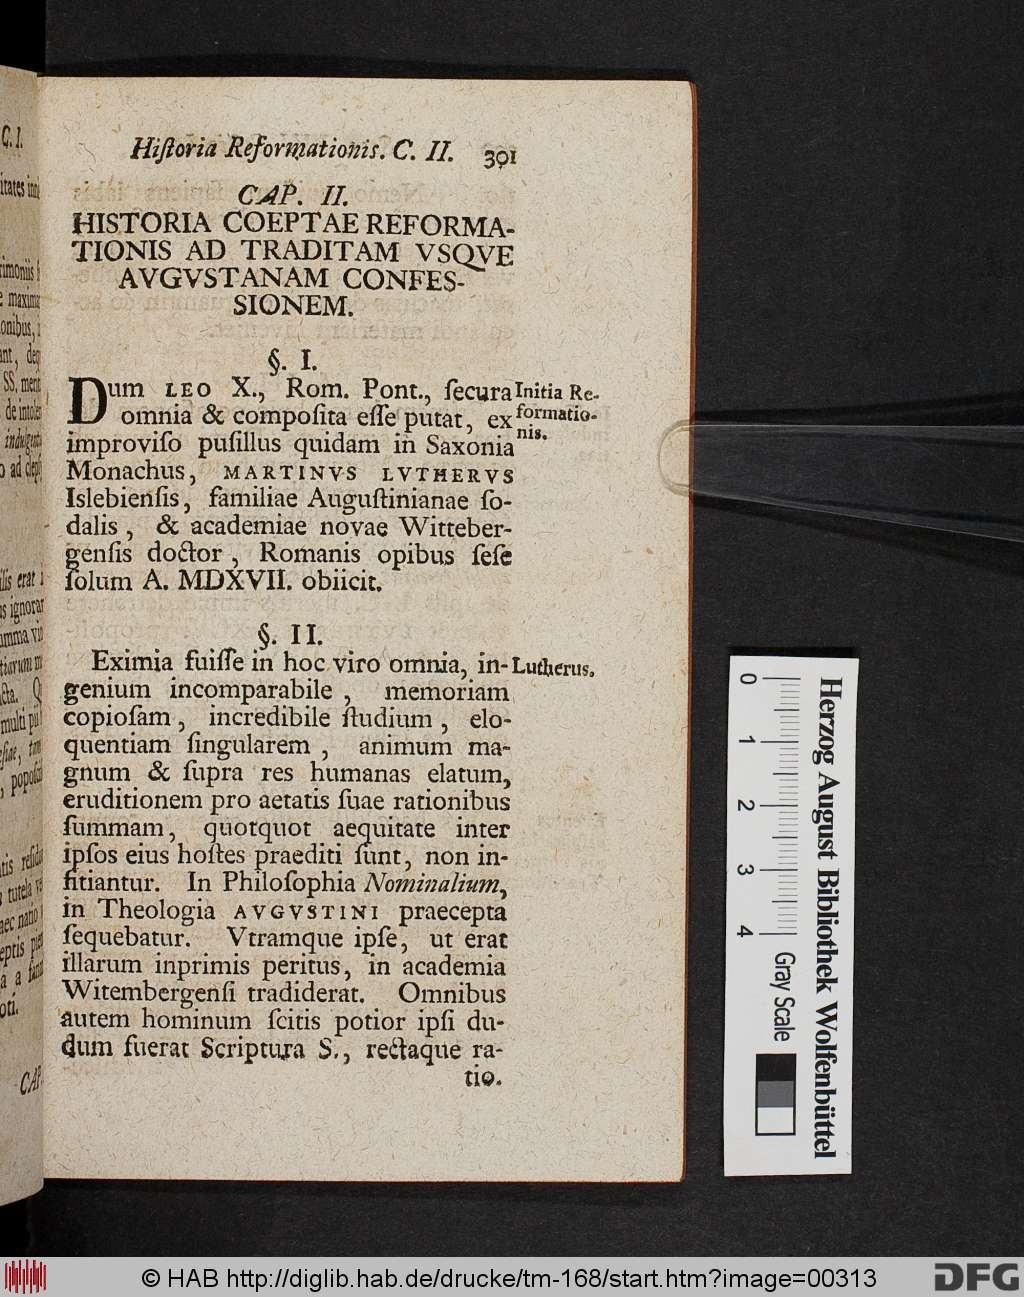 C. I.
Hiſtoria Reformationis. C. II. 301
CAP. II.
HISTORIA COEPTAE REFORMA-
TIONIS AD TRADITAM VSQVE
AVGVSTANAM CONFES-
SIONEM.
§. I.
Dum LEO X., Rom. Pont., ſecura
omnia & compoſita eſſe putat, ex
improviſo puſillus quidam in Saxonia
Monachus, MARTINVS LVTHERVS
Islebienſis, familiae Auguſtinianae ſo-
dalis, & academiae novae Witteber-
genſis doctor, Romanis opibus ſeſe
ſolum A. MDXVII. obiicit.
Initia Re-
formatio-
nis.
§. II.
Eximia fuiſſe in hoc viro omnia, in-
genium incomparabile, memoriam
copioſam, incredibile ſtudium, elo-
quentiam ſingularem, animum ma-
gnum & ſupra res humanas elatum,
eruditionem pro aetatis ſuae rationibus
ſummam, quotquot aequitate inter
ipſos eius hoſtes praediti ſunt, non in-
fitiantur. In Philoſophia Nominalium,
in Theologia AVGVSTINI praecepta
ſequebatur. Vtramque ipſe, ut erat
illarum inprimis peritus, in academia
Witembergenſi tradiderat. Omnibus
autem hominum ſcitis potior ipſi du-
dum fuerat Scriptura S., rectaque ra-
tio.
Lutherus.
CAP.
0 1 2 3 4
Gray Scale
Herzog August Bibliothek Wolfenbüttel
© HAB http://diglib.hab.de/drucke/tm-168/start.htm?image=00313
DFG